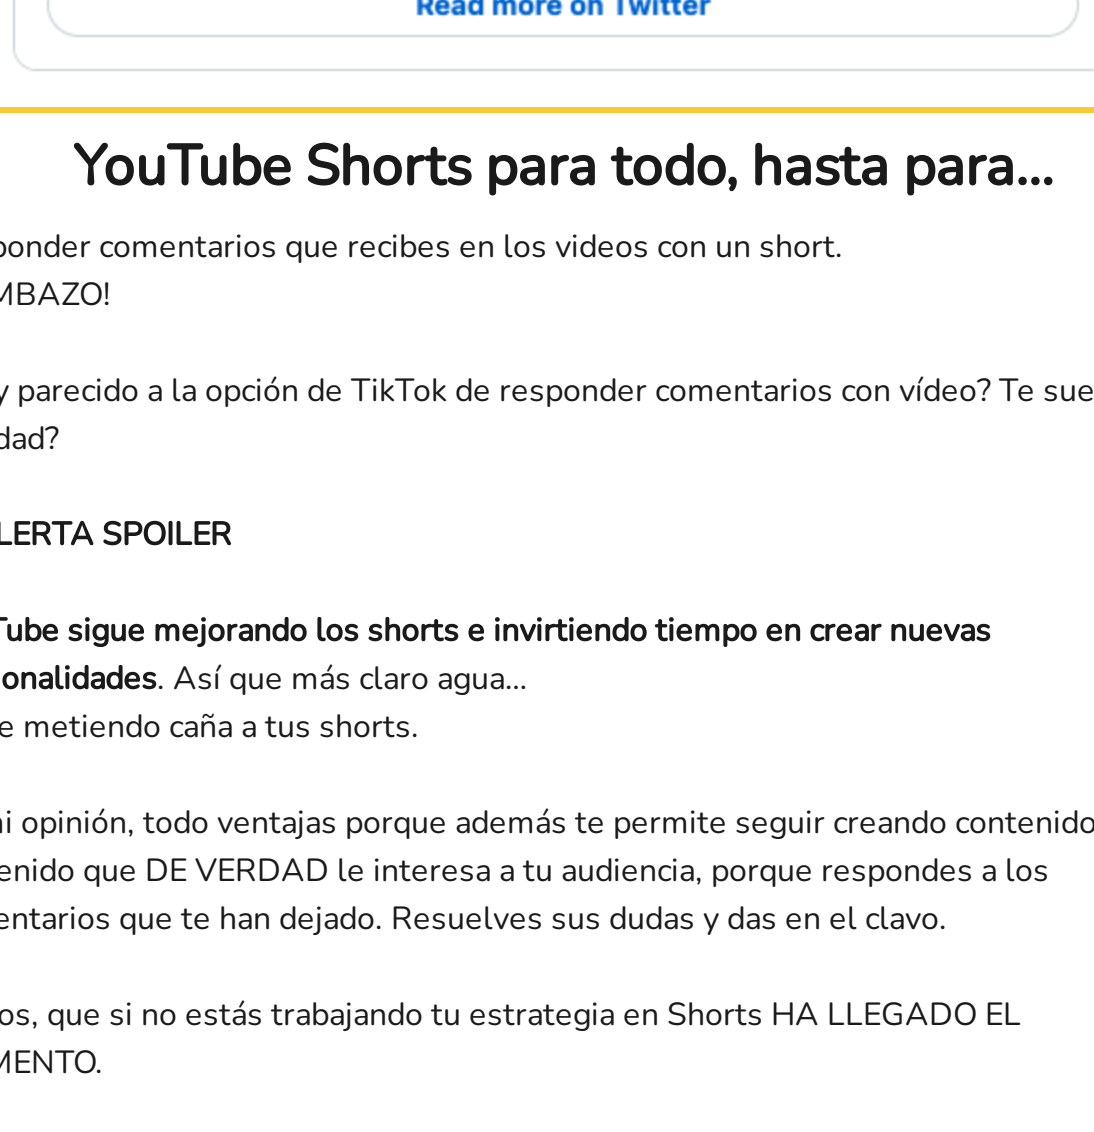 Read more on Twitter
YouTube Shorts para todo, hasta para...
ponder comentarios que recibes en los videos con un short.
MBAZO!
y parecido a la opción de TikTok de responder comentarios con vídeo? Te sue
dad?
LERTA SPOILER
Tube sigue mejorando los shorts e invirtiendo tiempo en crear nuevas
onalidades. Así que más claro agua...
e metiendo caña a tus shorts.
i opinión, todo ventajas porque además te permite seguir creando contenido
enido que DE VERDAD le interesa a tu audiencia, porque respondes a los
entarios que te han dejado. Resuelves sus dudas y das en el clavo.
os, que si no estás trabajando tu estrategia en Shorts HA LLEGADO EL
MENTO.